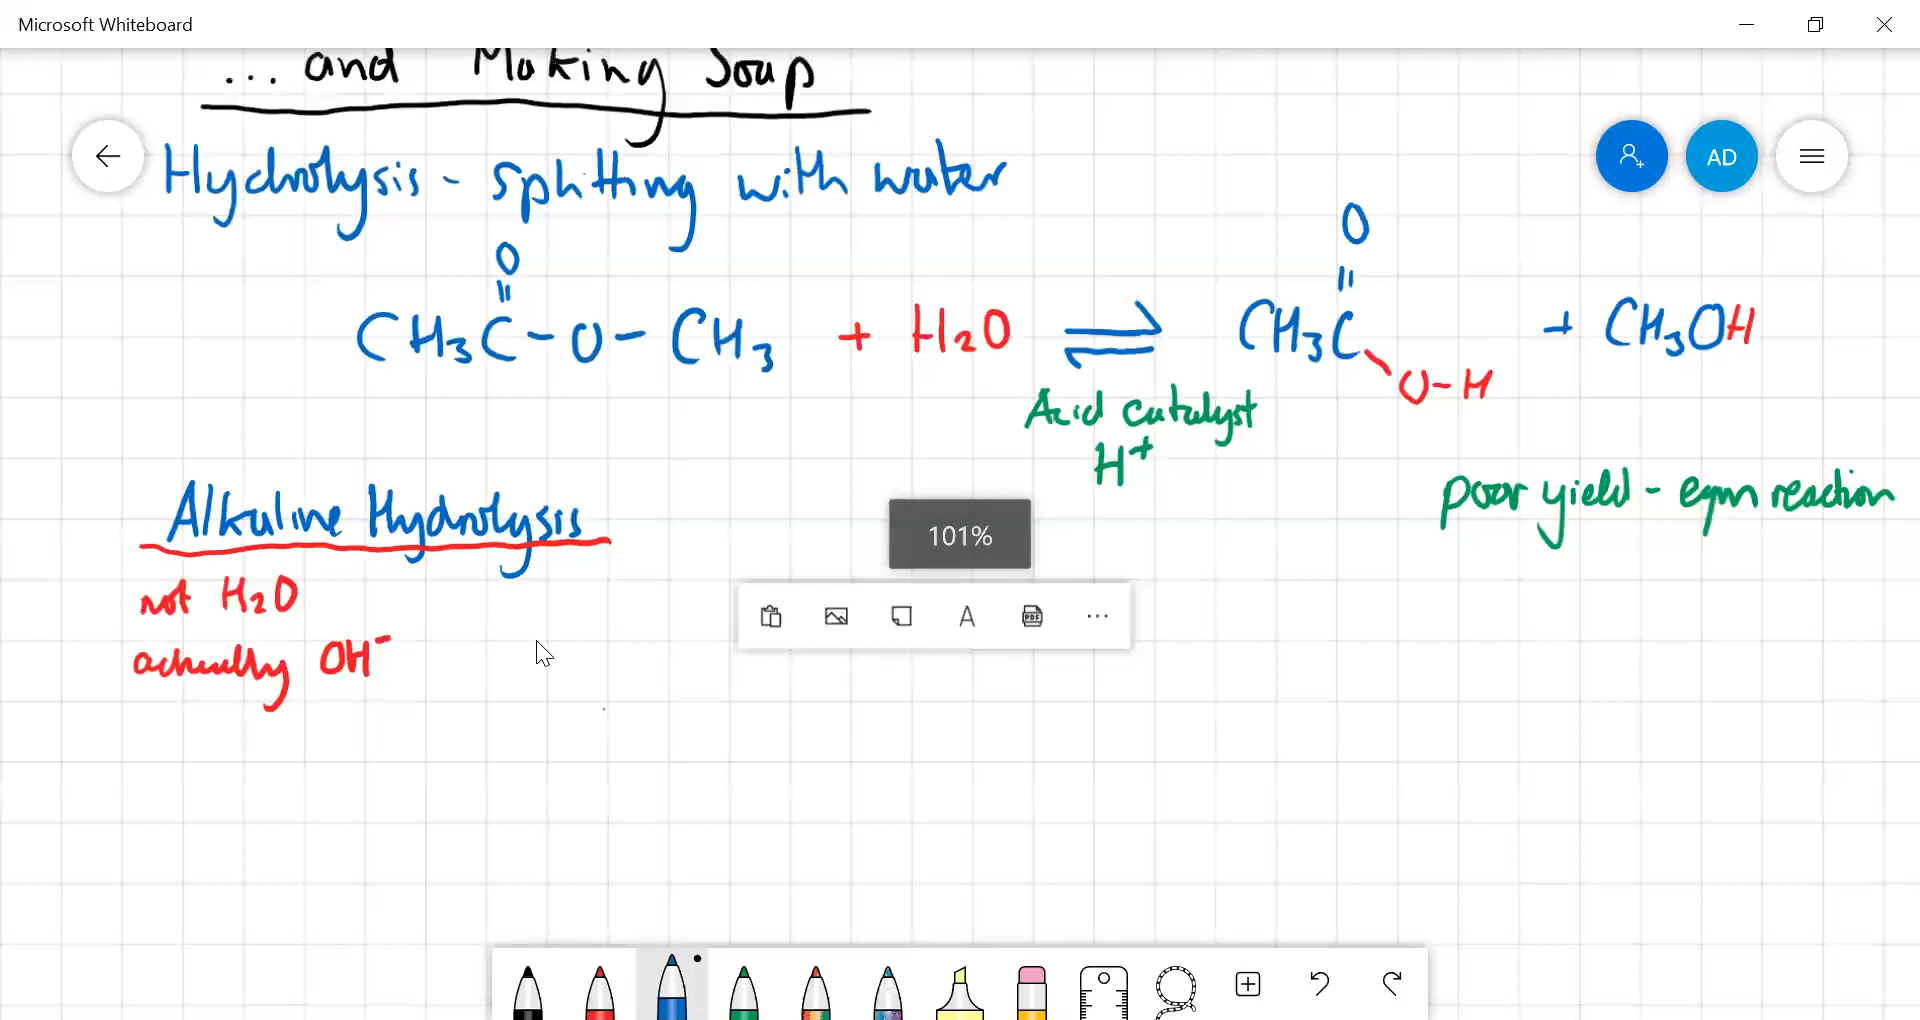 Microsoft Whiteboard
... and Making Soap
AD
Hydrolysis - splitting with water
O
O
CH3C-O-CH3 + H2O ⇌ CH3C + CH3OH
O-H
Acid catalyst
H+
poor yield - eqm reaction
Alkaline Hydrolysis
101%
not H2O
actually OH-
A
PDF
...